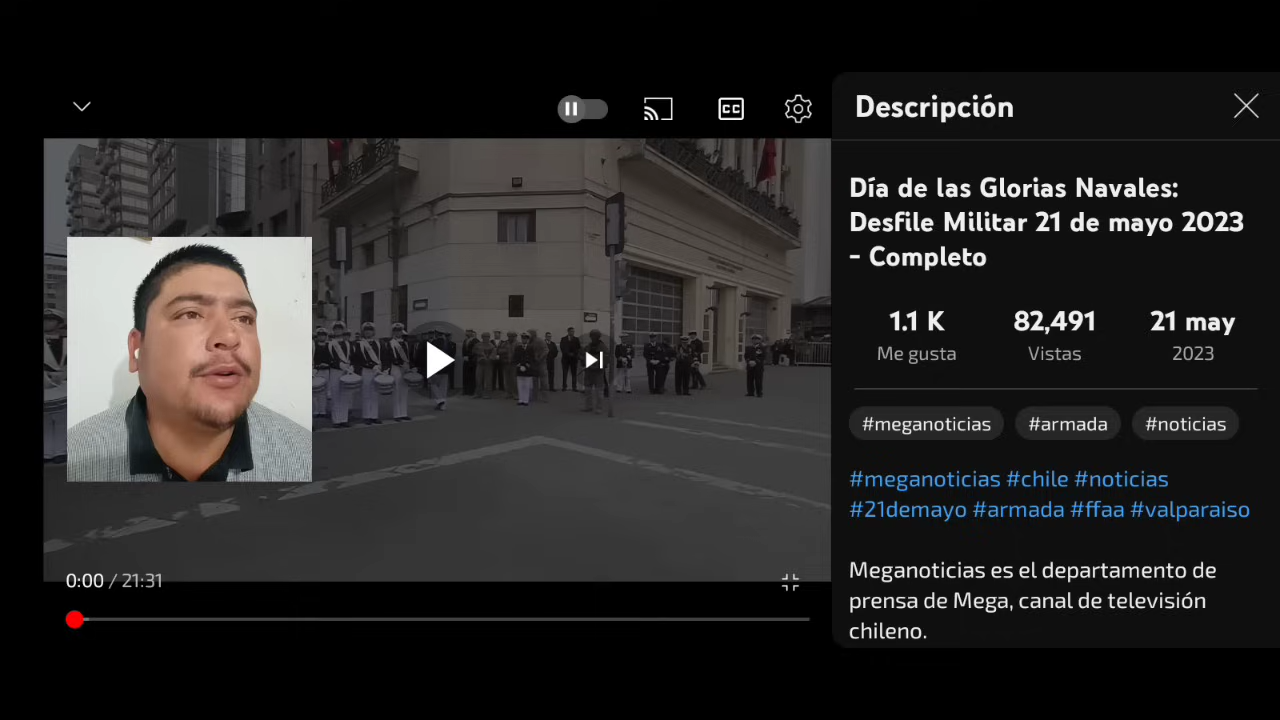 CC
Descripción
Día de las Glorias Navales:
Desfile Militar 21 de mayo 2023
- Completo
1.1 K
82,491
21 may
Me gusta
Vistas
2023
#meganoticias
#armada
#noticias
#meganoticias #chile #noticias
#21demayo #armada #ffaa #valparaiso
Meganoticias es el departamento de
prensa de Mega, canal de televisión
chileno.
0:00 / 21:31